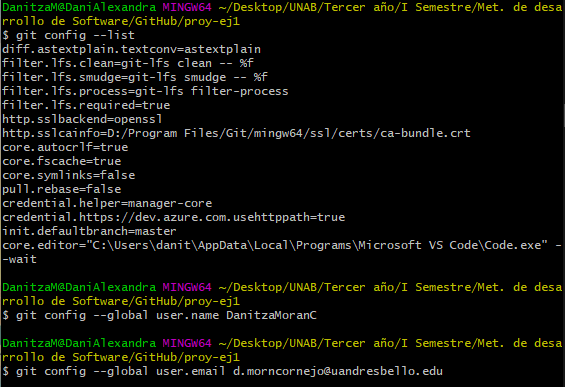 DanitzaM@DaniAlexandra MINGW64 ~/Desktop/UNAB/Tercer año/I Semestre/Met. de desa
rrollo de Software/GitHub/proy-ej1
$ git config --list
diff.astextplain.textconv=astextplain
filter.lfs.clean=git-lfs clean -- %f
filter.lfs.smudge=git-lfs smudge -- %f
filter.lfs.process=git-lfs filter-process
filter.lfs.required=true
http.sslbackend=openssl
http.sslcainfo=D:/Program Files/Git/mingw64/ssl/certs/ca-bundle.crt
core.autocrlf=true
core.fscache=true
core.symlinks=false
pull.rebase=false
credential.helper=manager-core
credential.https://dev.azure.com.usehttppath=true
init.defaultbranch=master
core.editor="C:\Users\danit\AppData\Local\Programs\Microsoft VS Code\Code.exe" -
-wait
DanitzaM@DaniAlexandra MINGW64 ~/Desktop/UNAB/Tercer año/I Semestre/Met. de desa
rrollo de Software/GitHub/proy-ej1
$ git config --global user.name DanitzaMoranC
DanitzaM@DaniAlexandra MINGW64 ~/Desktop/UNAB/Tercer año/I Semestre/Met. de desa
rrollo de Software/GitHub/proy-ej1
$ git config --global user.email d.morncornejo@uandresbello.edu